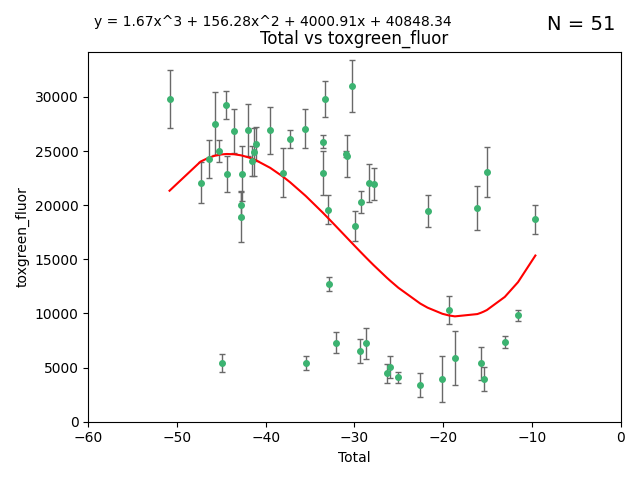 y = 1.67x^3 + 156.28x^2 + 4000.91x + 40848.34
N = 51
Total vs toxgreen_fluor
30000
25000
20000
15000
10000
5000
0
toxgreen_fluor
−60
−50
−40
−30
−20
−10
0
Total